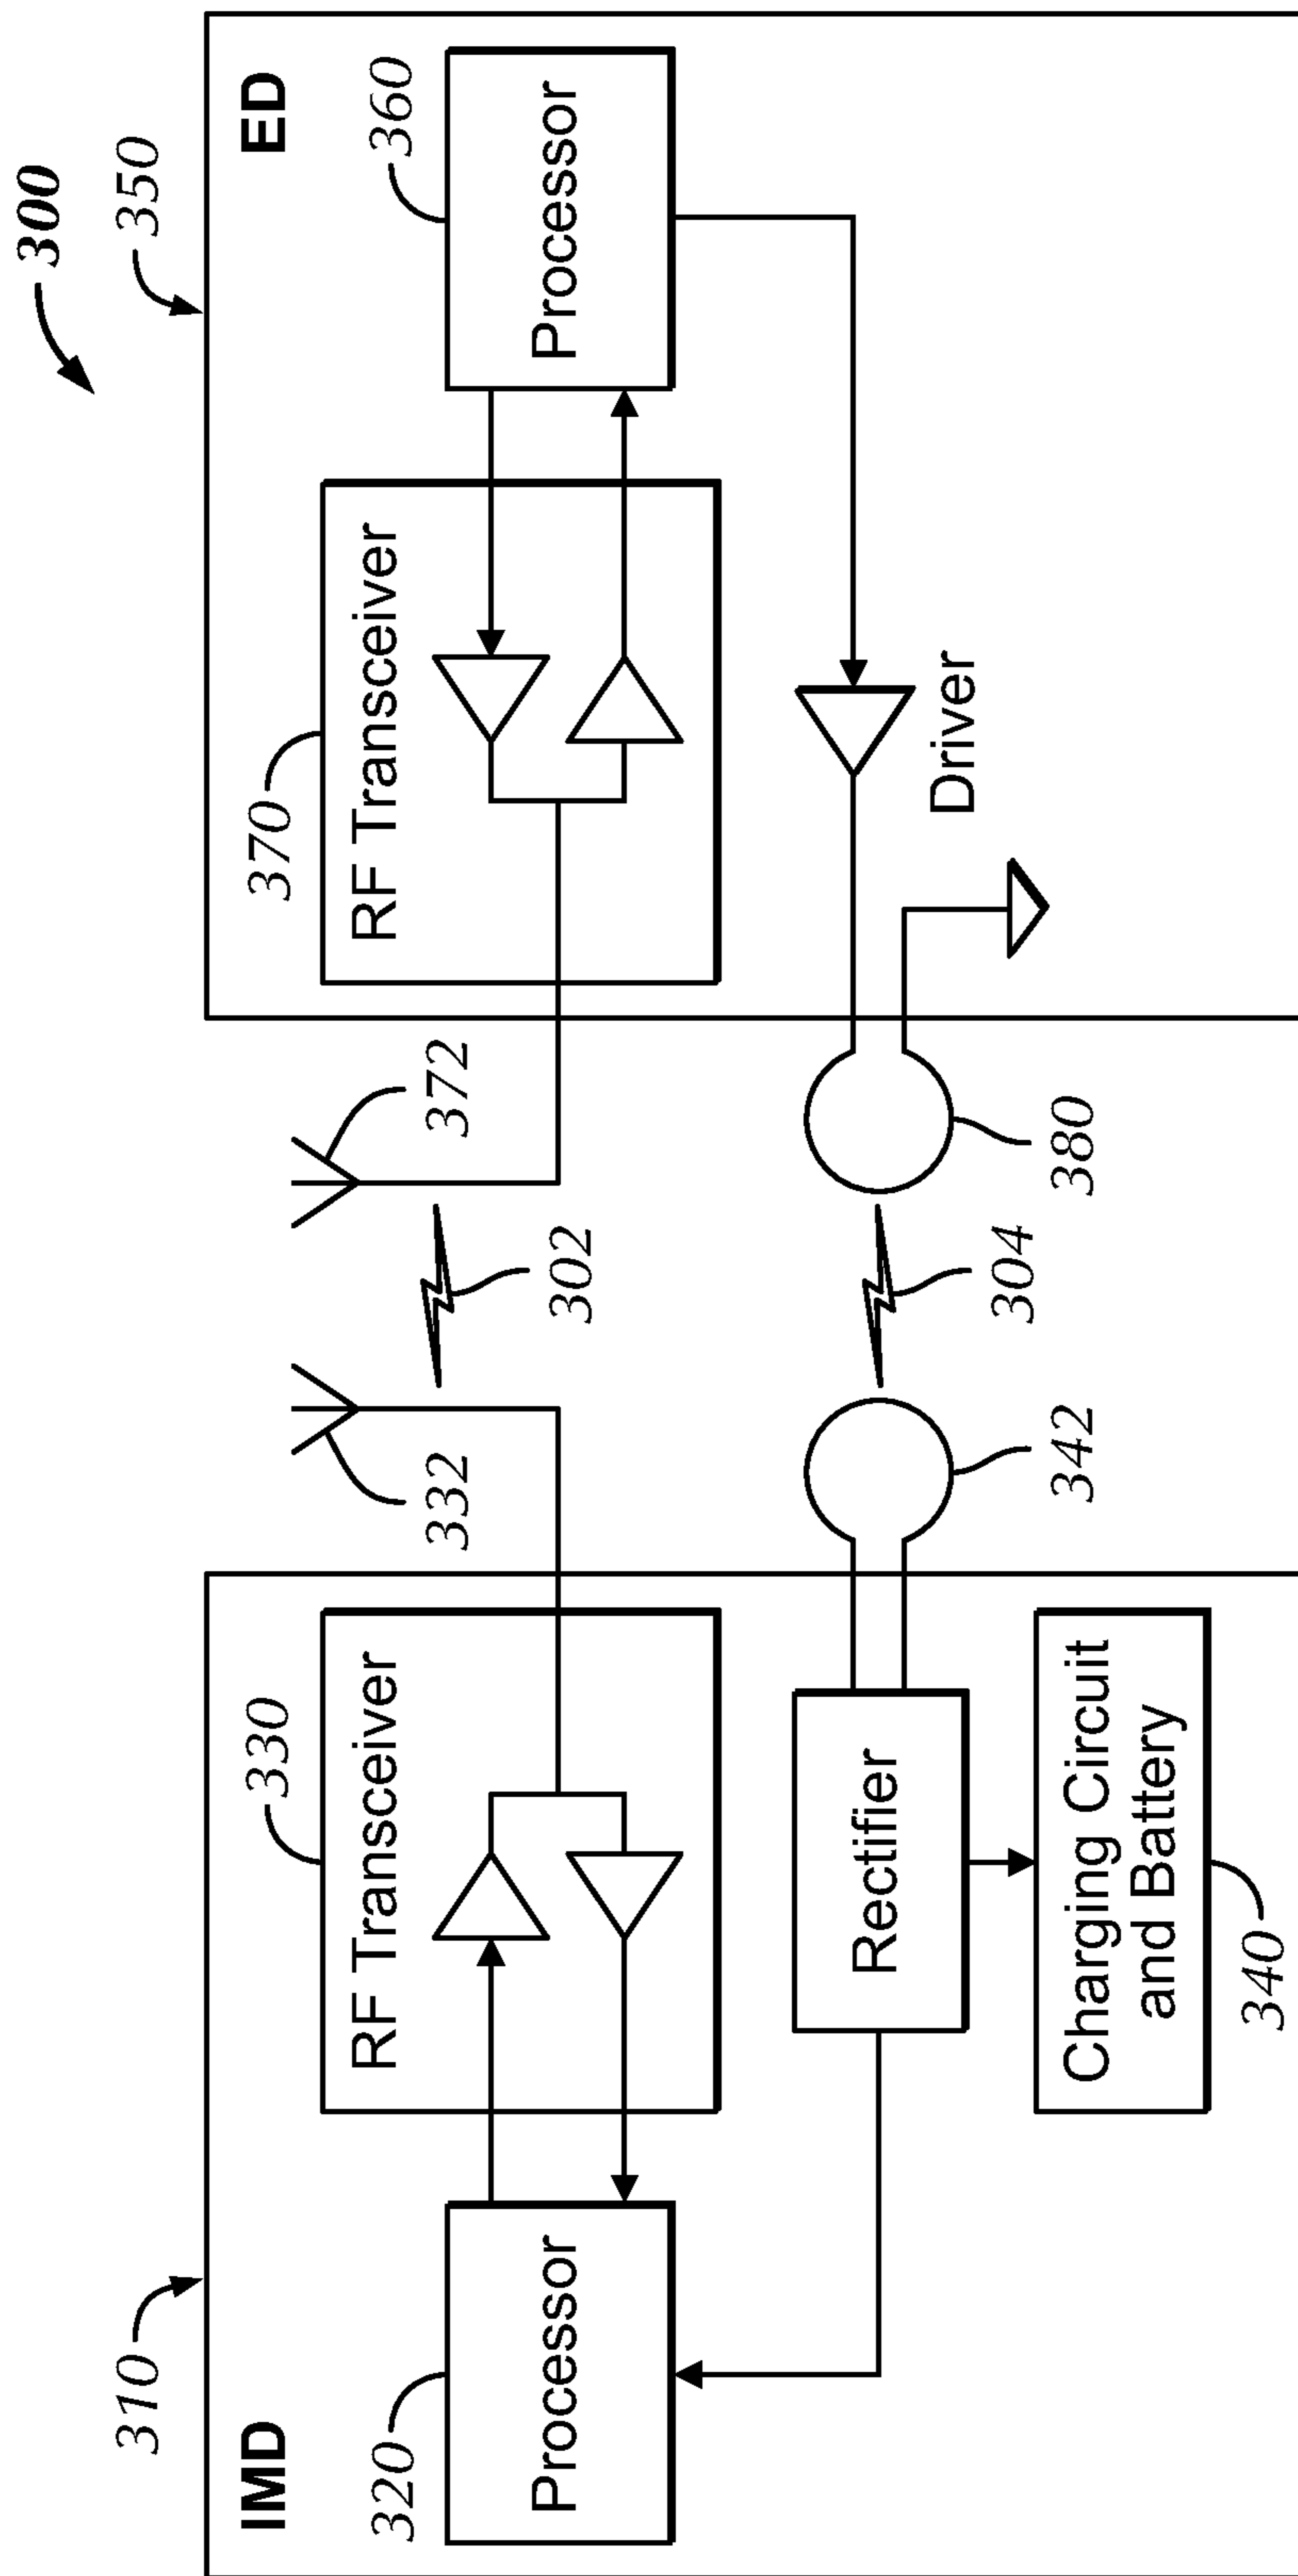 300
310
350
IMD
ED
330
370
RF Transceiver
RF Transceiver
320
360
332
372
Processor
Processor
302
Rectifier
Driver
342
304
380
Charging Circuit
and Battery
340